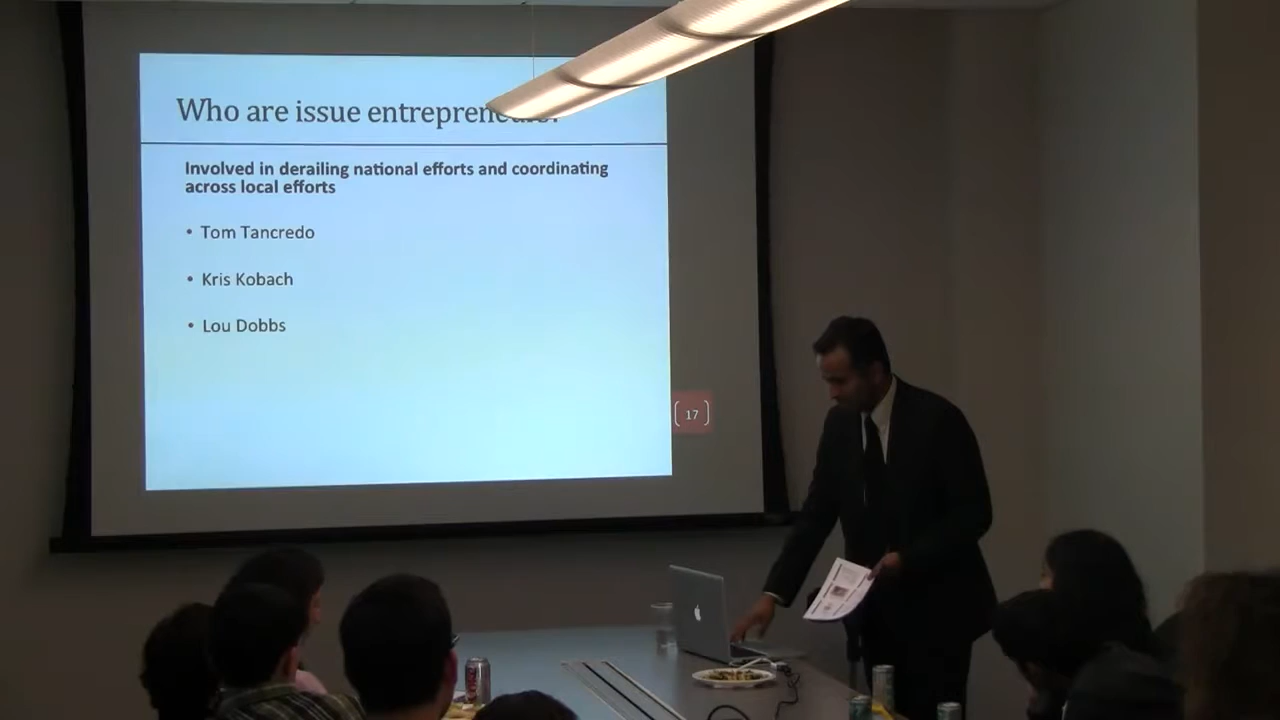 Who are issue entrepreneurs?
Involved in derailing national efforts and coordinating
across local efforts
• Tom Tancredo
• Kris Kobach
• Lou Dobbs
17